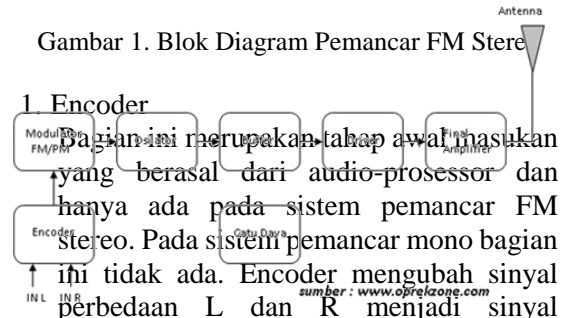 Antenna
Gambar 1. Blok Diagram Pemancar FM Stere
1. Encoder
Modulator
FM/PM
Osilator
Buffer
Driver
Final
Amplifier
Bagian ini merupakan tahap awal masukan
yang berasal dari audio-prosessor dan
hanya ada pada sistem pemancar FM
Encoder
Catu Daya
stereo. Pada sistem pemancar mono bagian
ini tidak ada. Encoder mengubah sinyal
IN L
IN R
sumber : www.oprekzone.com
perbedaan L dan R menjadi sinyal